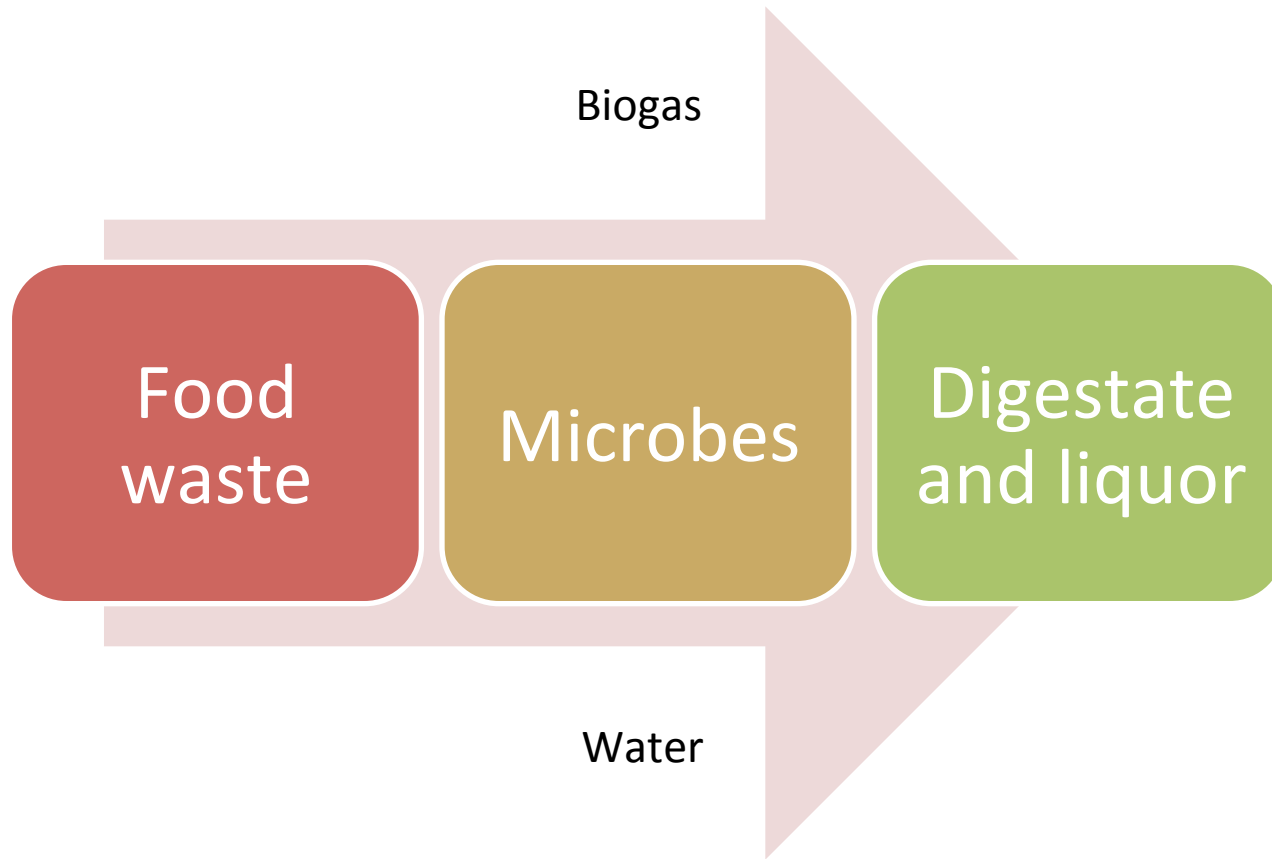 Biogas
Food
waste
Microbes
Digestate
and liquor
Water